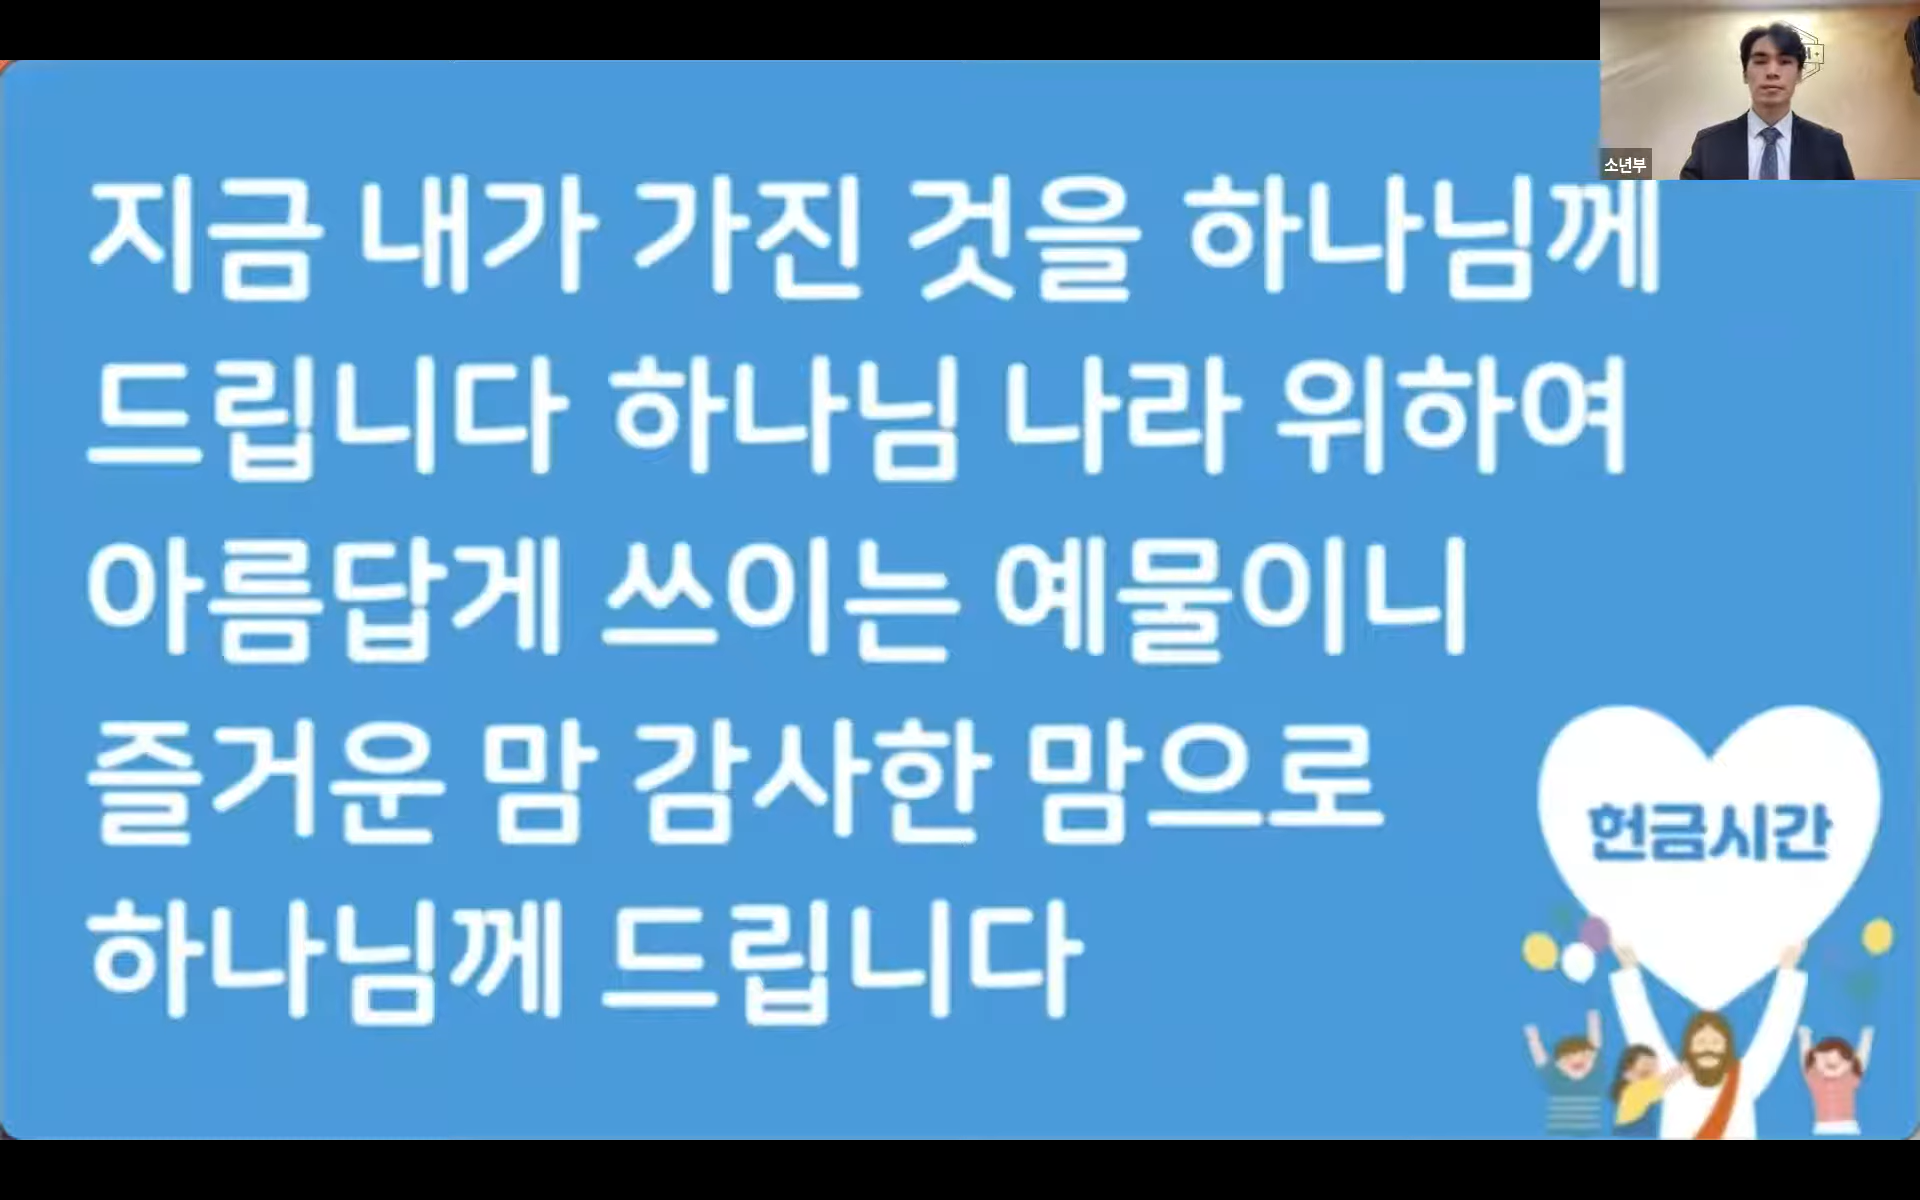 소년부
지금 내가 가진 것을 하나님께
드립니다 하나님 나라 위하여
아름답게 쓰이는 예물이니
즐거운 맘 감사한 맘으로
하나님께 드립니다
헌금시간